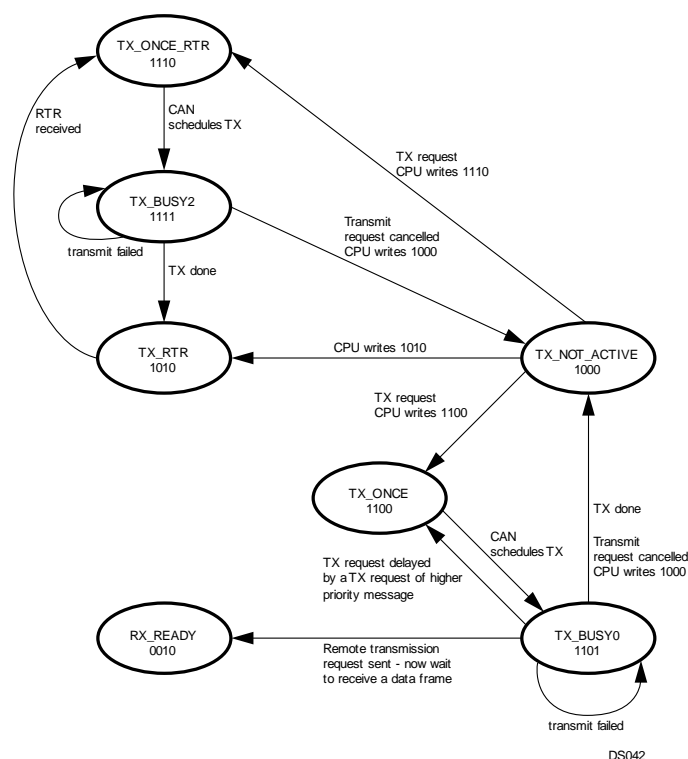 TX_ONCE_RTR
1110
RTR
received
CAN
schedules TX
TX request
CPU writes 1110
TX_BUSY2
1111
transmit failed
Transmit
request cancelled
CPU writes 1000
TX done
TX_RTR
1010
CPU writes 1010
TX_NOT_ACTIVE
1000
TX request
CPU writes 1100
TX_ONCE
1100
CAN
schedules TX
TX done
Transmit
request cancelled
CPU writes 1000
TX request delayed
by a TX request of higher
priority message
RX_READY
0010
Remote transmission
request sent - now wait
to receive a data frame
TX_BUSY0
1101
transmit failed
DS042